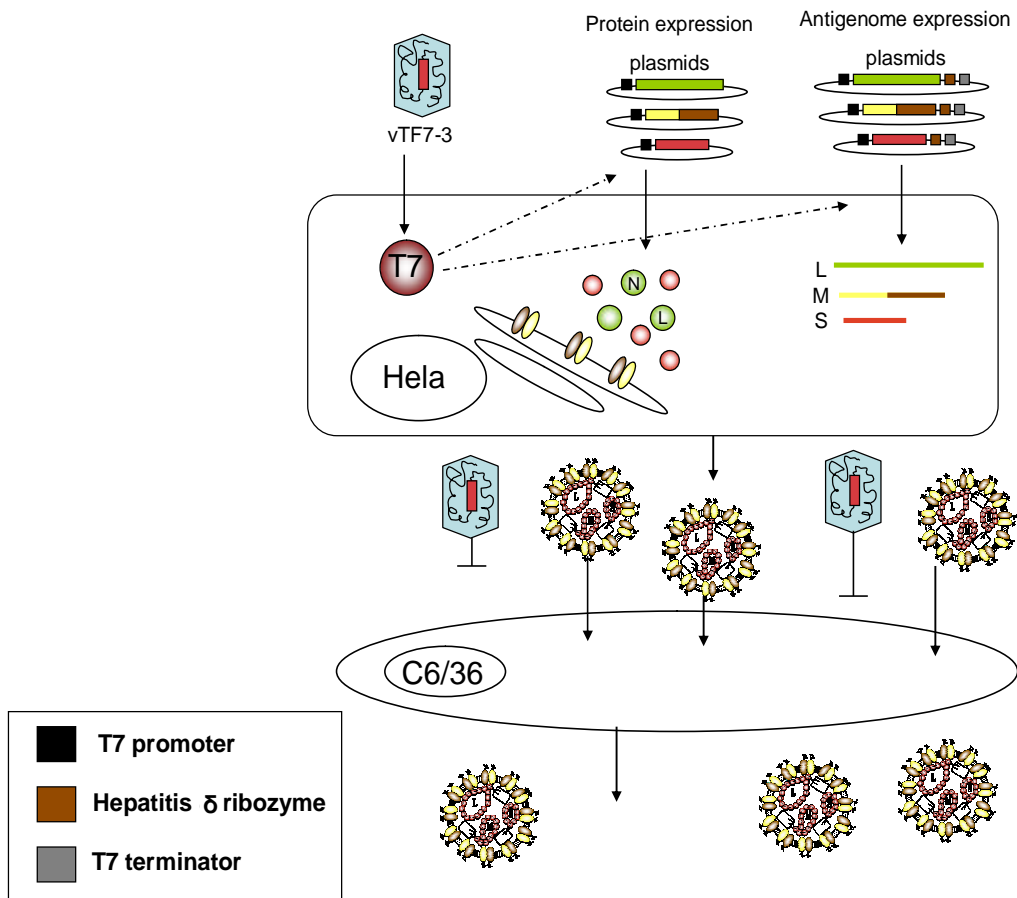 Protein expression
plasmids
Antigenome expression
plasmids
vTF7-3
T7
N
L
L
M
S
Hela
C6/36
T7 promoter
Hepatitis δ ribozyme
T7 terminator